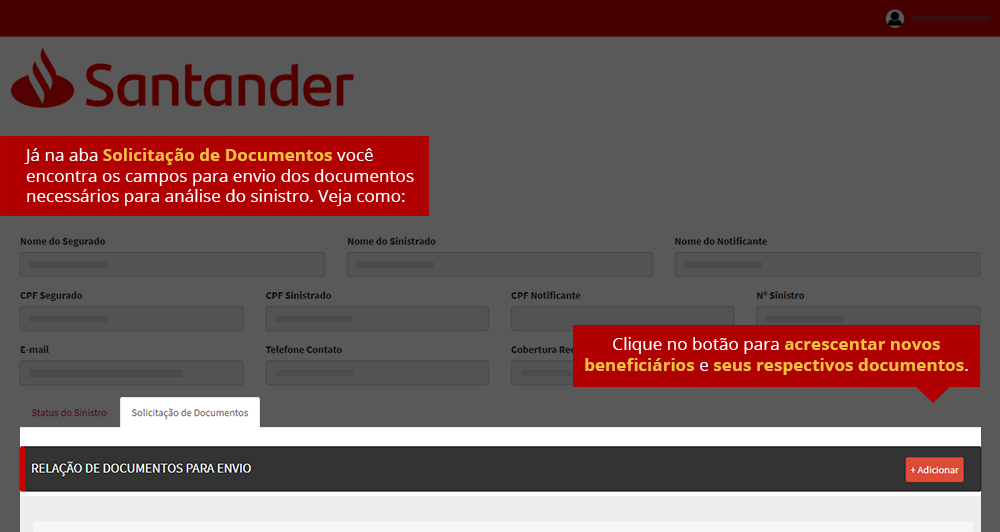 Santander
Já na aba Solicitação de Documentos você
encontra os campos para envio dos documentos
necessários para análise do sinistro. Veja como:
Nome do Segurado
Nome do Sinistrado
Nome do Notificante
CPF Segurado
CPF Sinistrado
CPF Notificante
Nº Sinistro
E-mail
Telefone Contato
Cobertura Rec
Clique no botão para acrescentar novos
beneficiários e seus respectivos documentos.
Status do Sinistro
Solicitação de Documentos
RELAÇÃO DE DOCUMENTOS PARA ENVIO
+ Adicionar